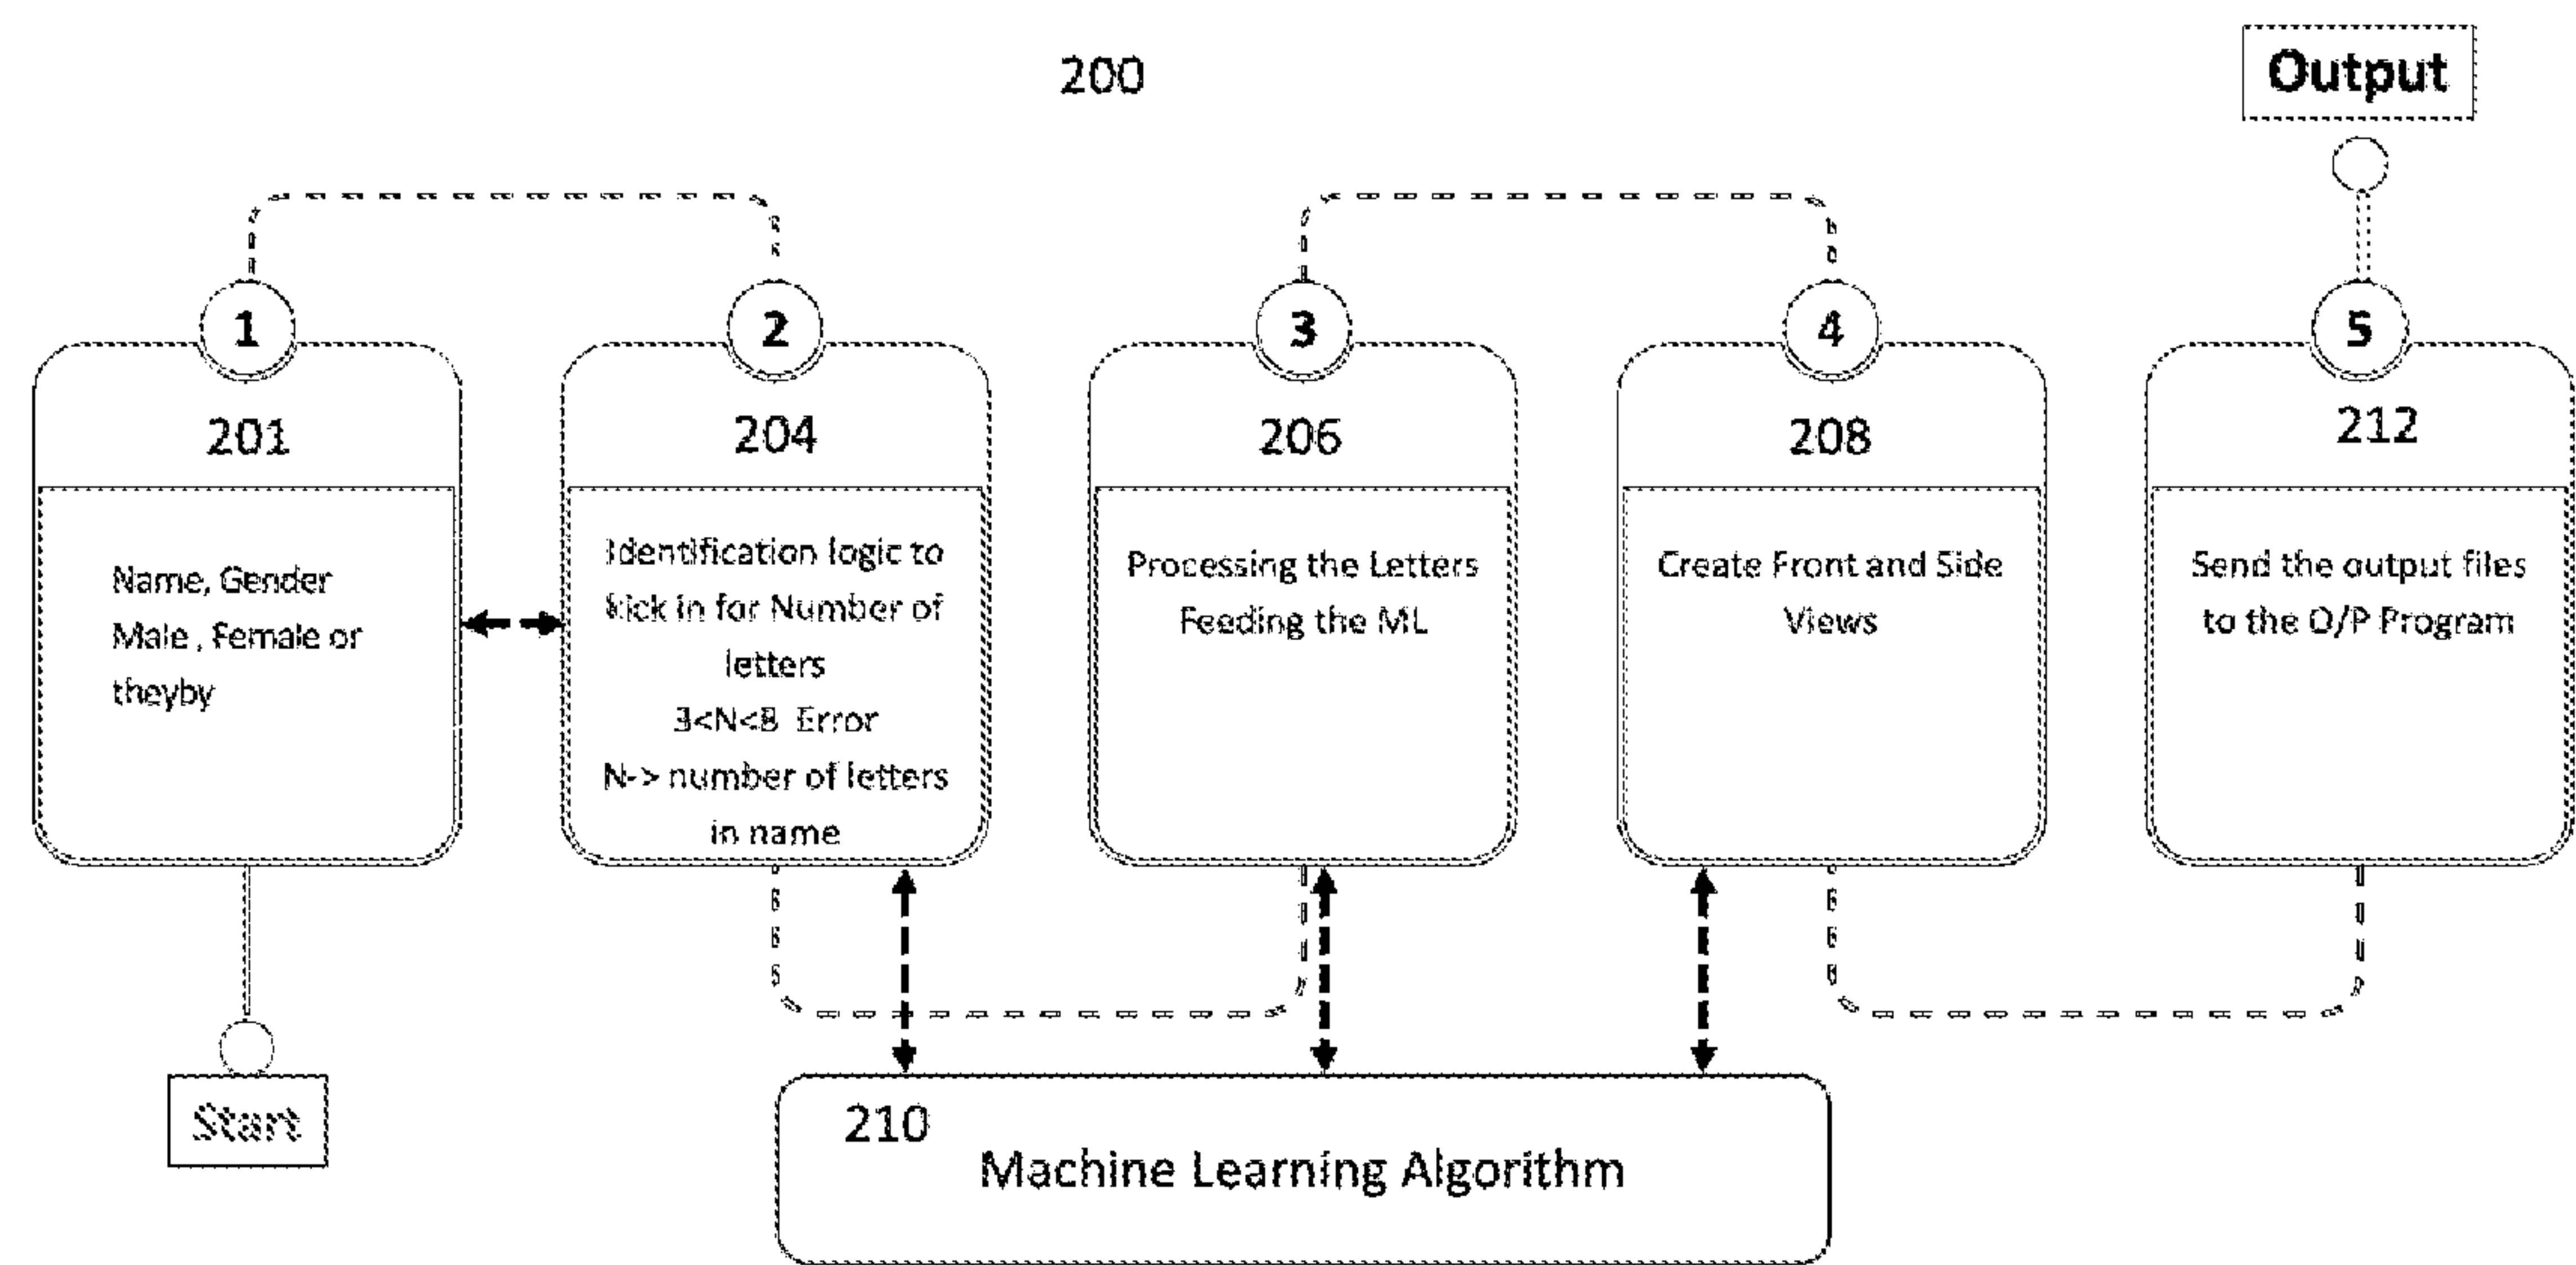 200
Output
1
2
3
4
5
201
204
206
208
212
Name, Gender
Male , Female or
theyby
Identification logic to
kick in for Number of
letters
3<N<8 Error
N-> number of letters
in name
Processing the Letters
Feeding the ML
Create Front and Side
Views
Send the output files
to the O/P Program
Start
210
Machine Learning Algorithm